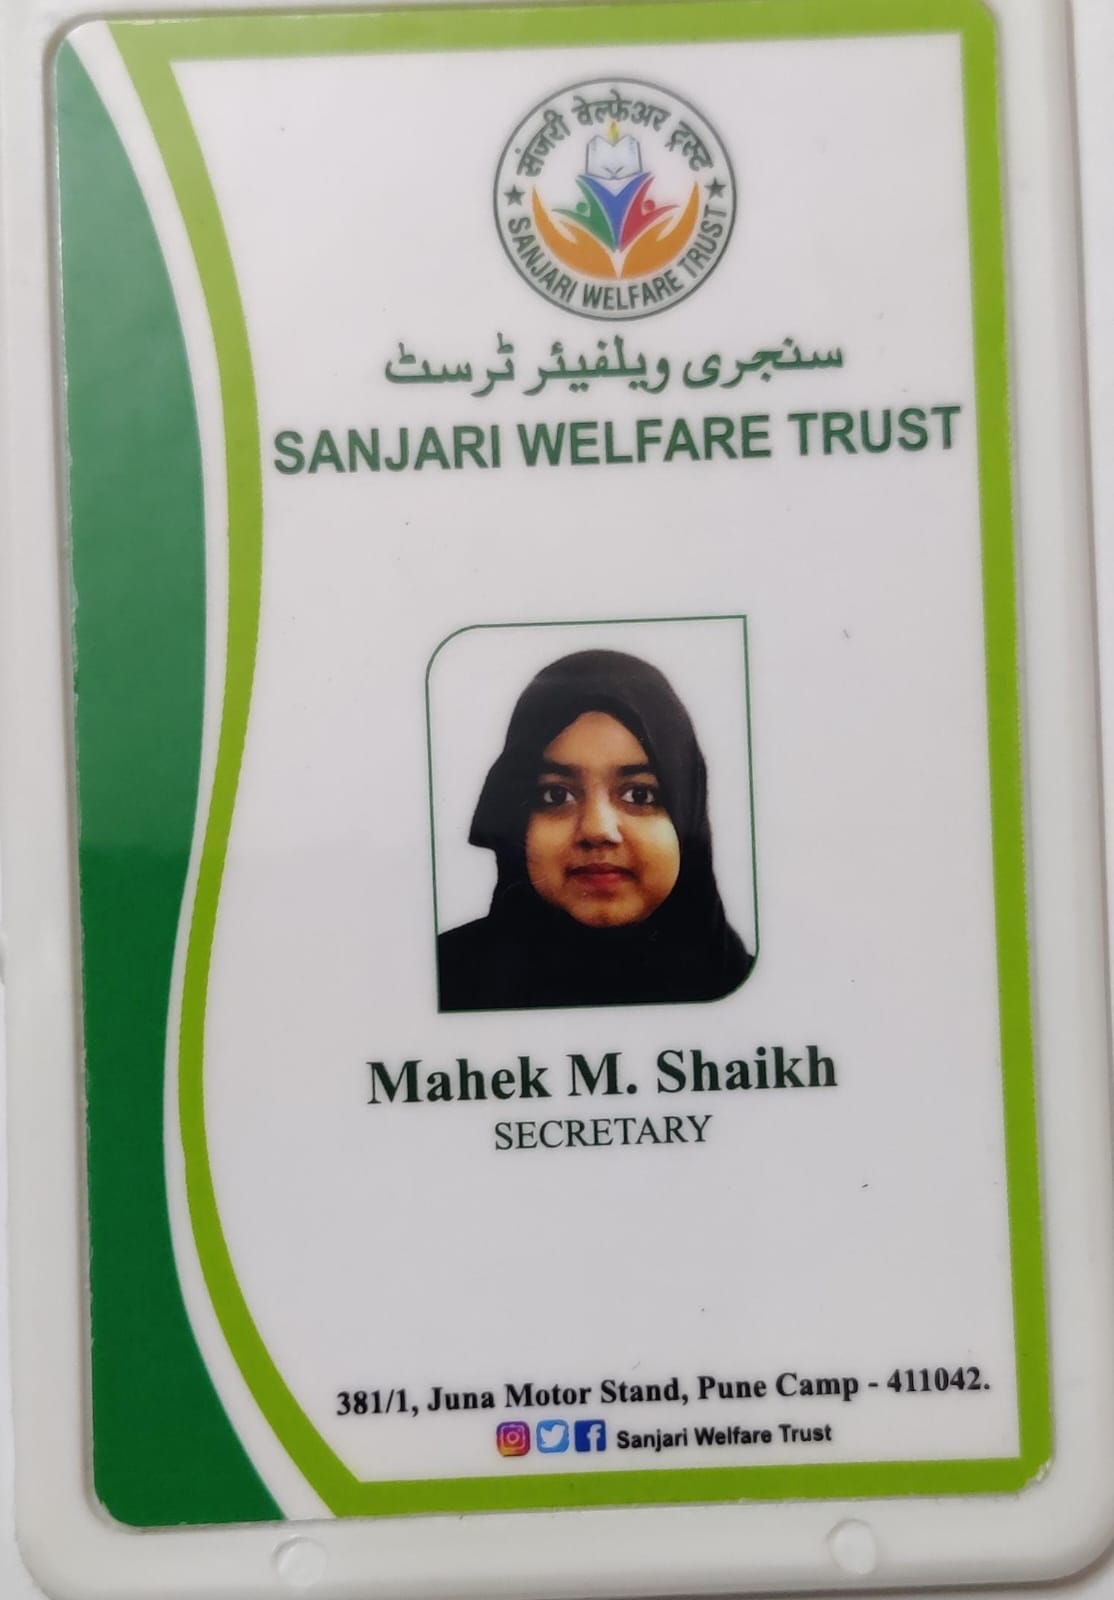 संजरी वेल्फेअर ट्रस्ट
SANJARI WELFARE TRUST
سنجری ویلفیئر ٹرسٹ
SANJARI WELFARE TRUST
Mahek M. Shaikh
SECRETARY
381/1, Juna Motor Stand, Pune Camp - 411042.
Sanjari Welfare Trust